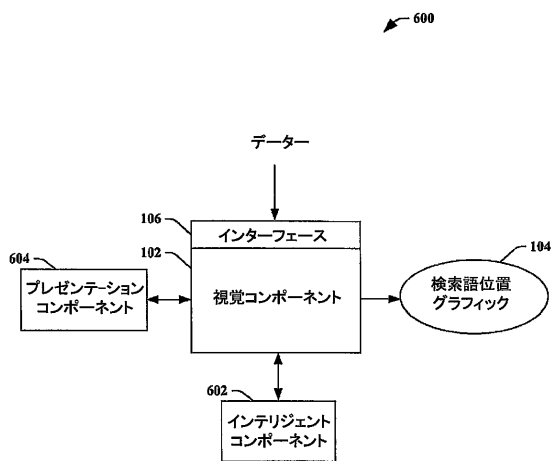 600
データー
106
インターフェース
102
視覚コンポーネント
604
プレゼンテーション
コンポーネント
104
検索語位置
グラフィック
602
インテリジェント
コンポーネント